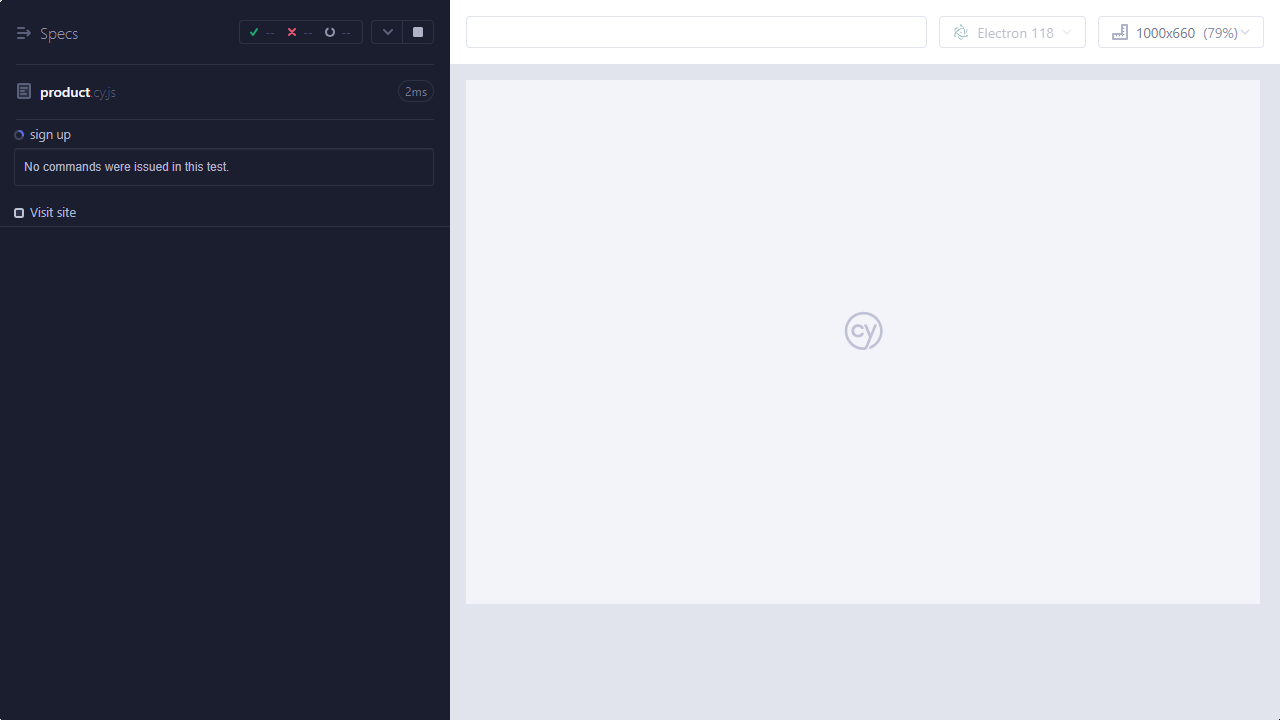 Specs
-- -- --
Electron 118
1000x660 (79%)
product.cy.js
2ms
sign up
No commands were issued in this test.
Visit site
cy